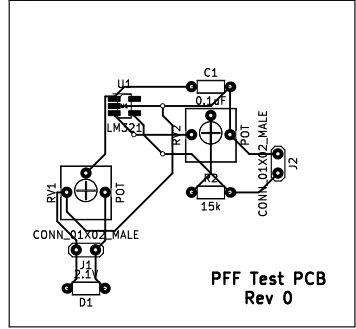 U1
C1
0.1uF
LM321
RV2
POT
CONN_01X02_MALE
J2
R2
15k
RV1
POT
CONN_01X02_MALE
J1
2.1V
D1
PFF Test PCB
Rev 0